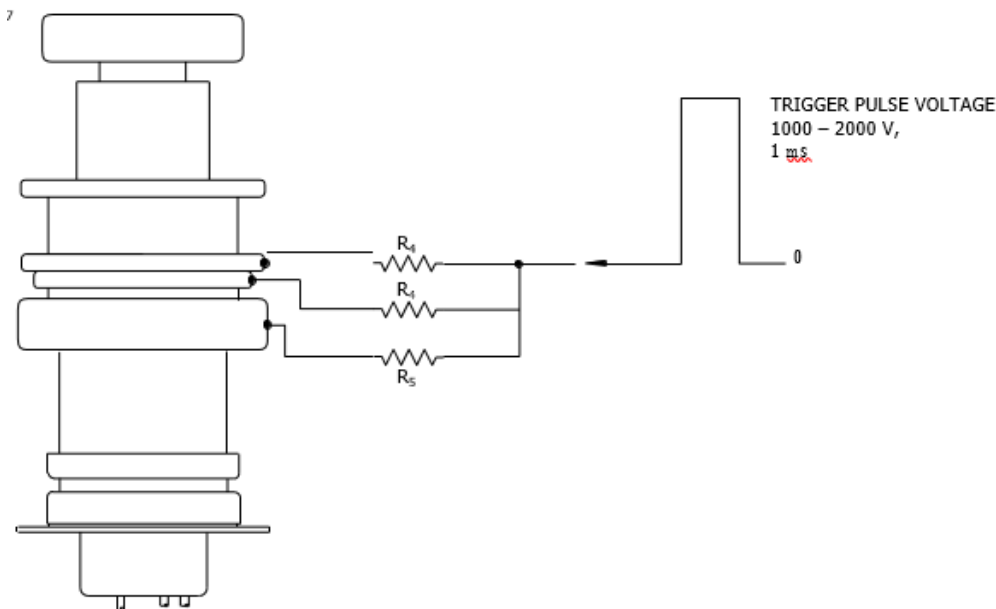 7
TRIGGER PULSE VOLTAGE
1000 – 2000 V,
1 ms
R₄
0
R₄
R₅